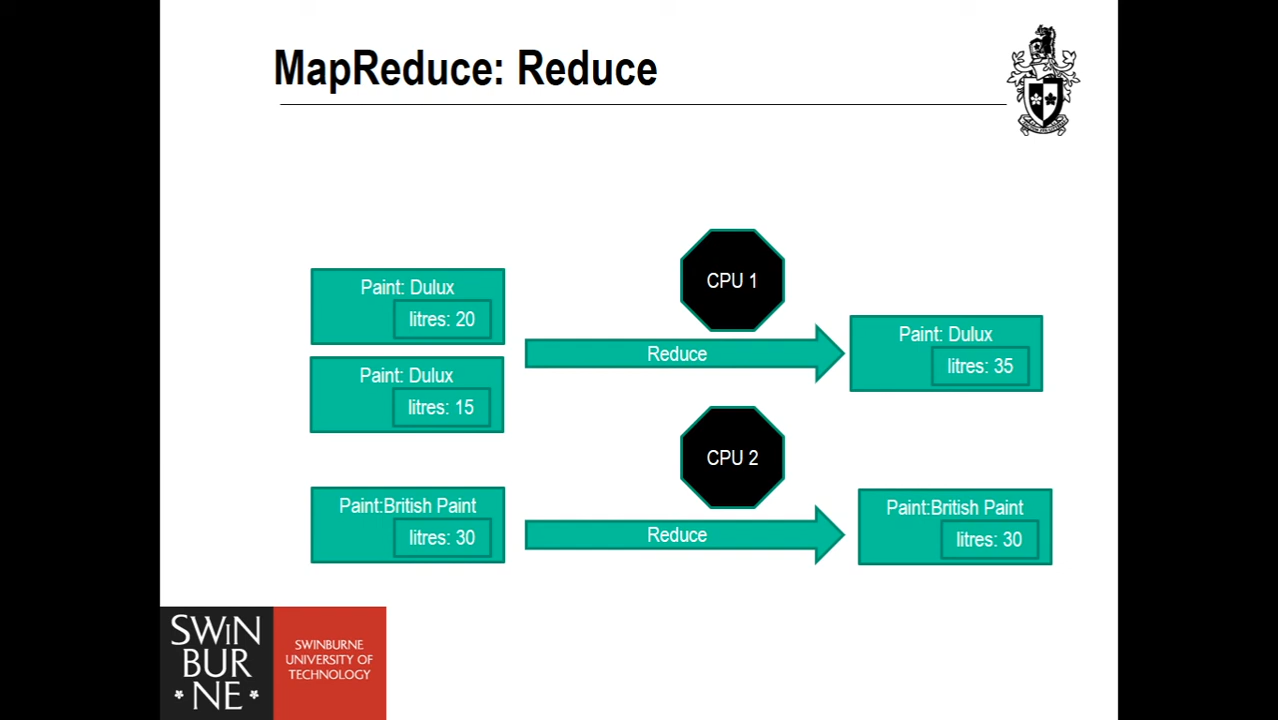 MapReduce: Reduce
CPU 1
Paint: Dulux
litres: 20
Paint: Dulux
litres: 15
Reduce
Paint: Dulux
litres: 35
CPU 2
Paint:British Paint
litres: 30
Reduce
Paint:British Paint
litres: 30
SWiN
BUR
NE
SWINBURNE
UNIVERSITY OF
TECHNOLOGY